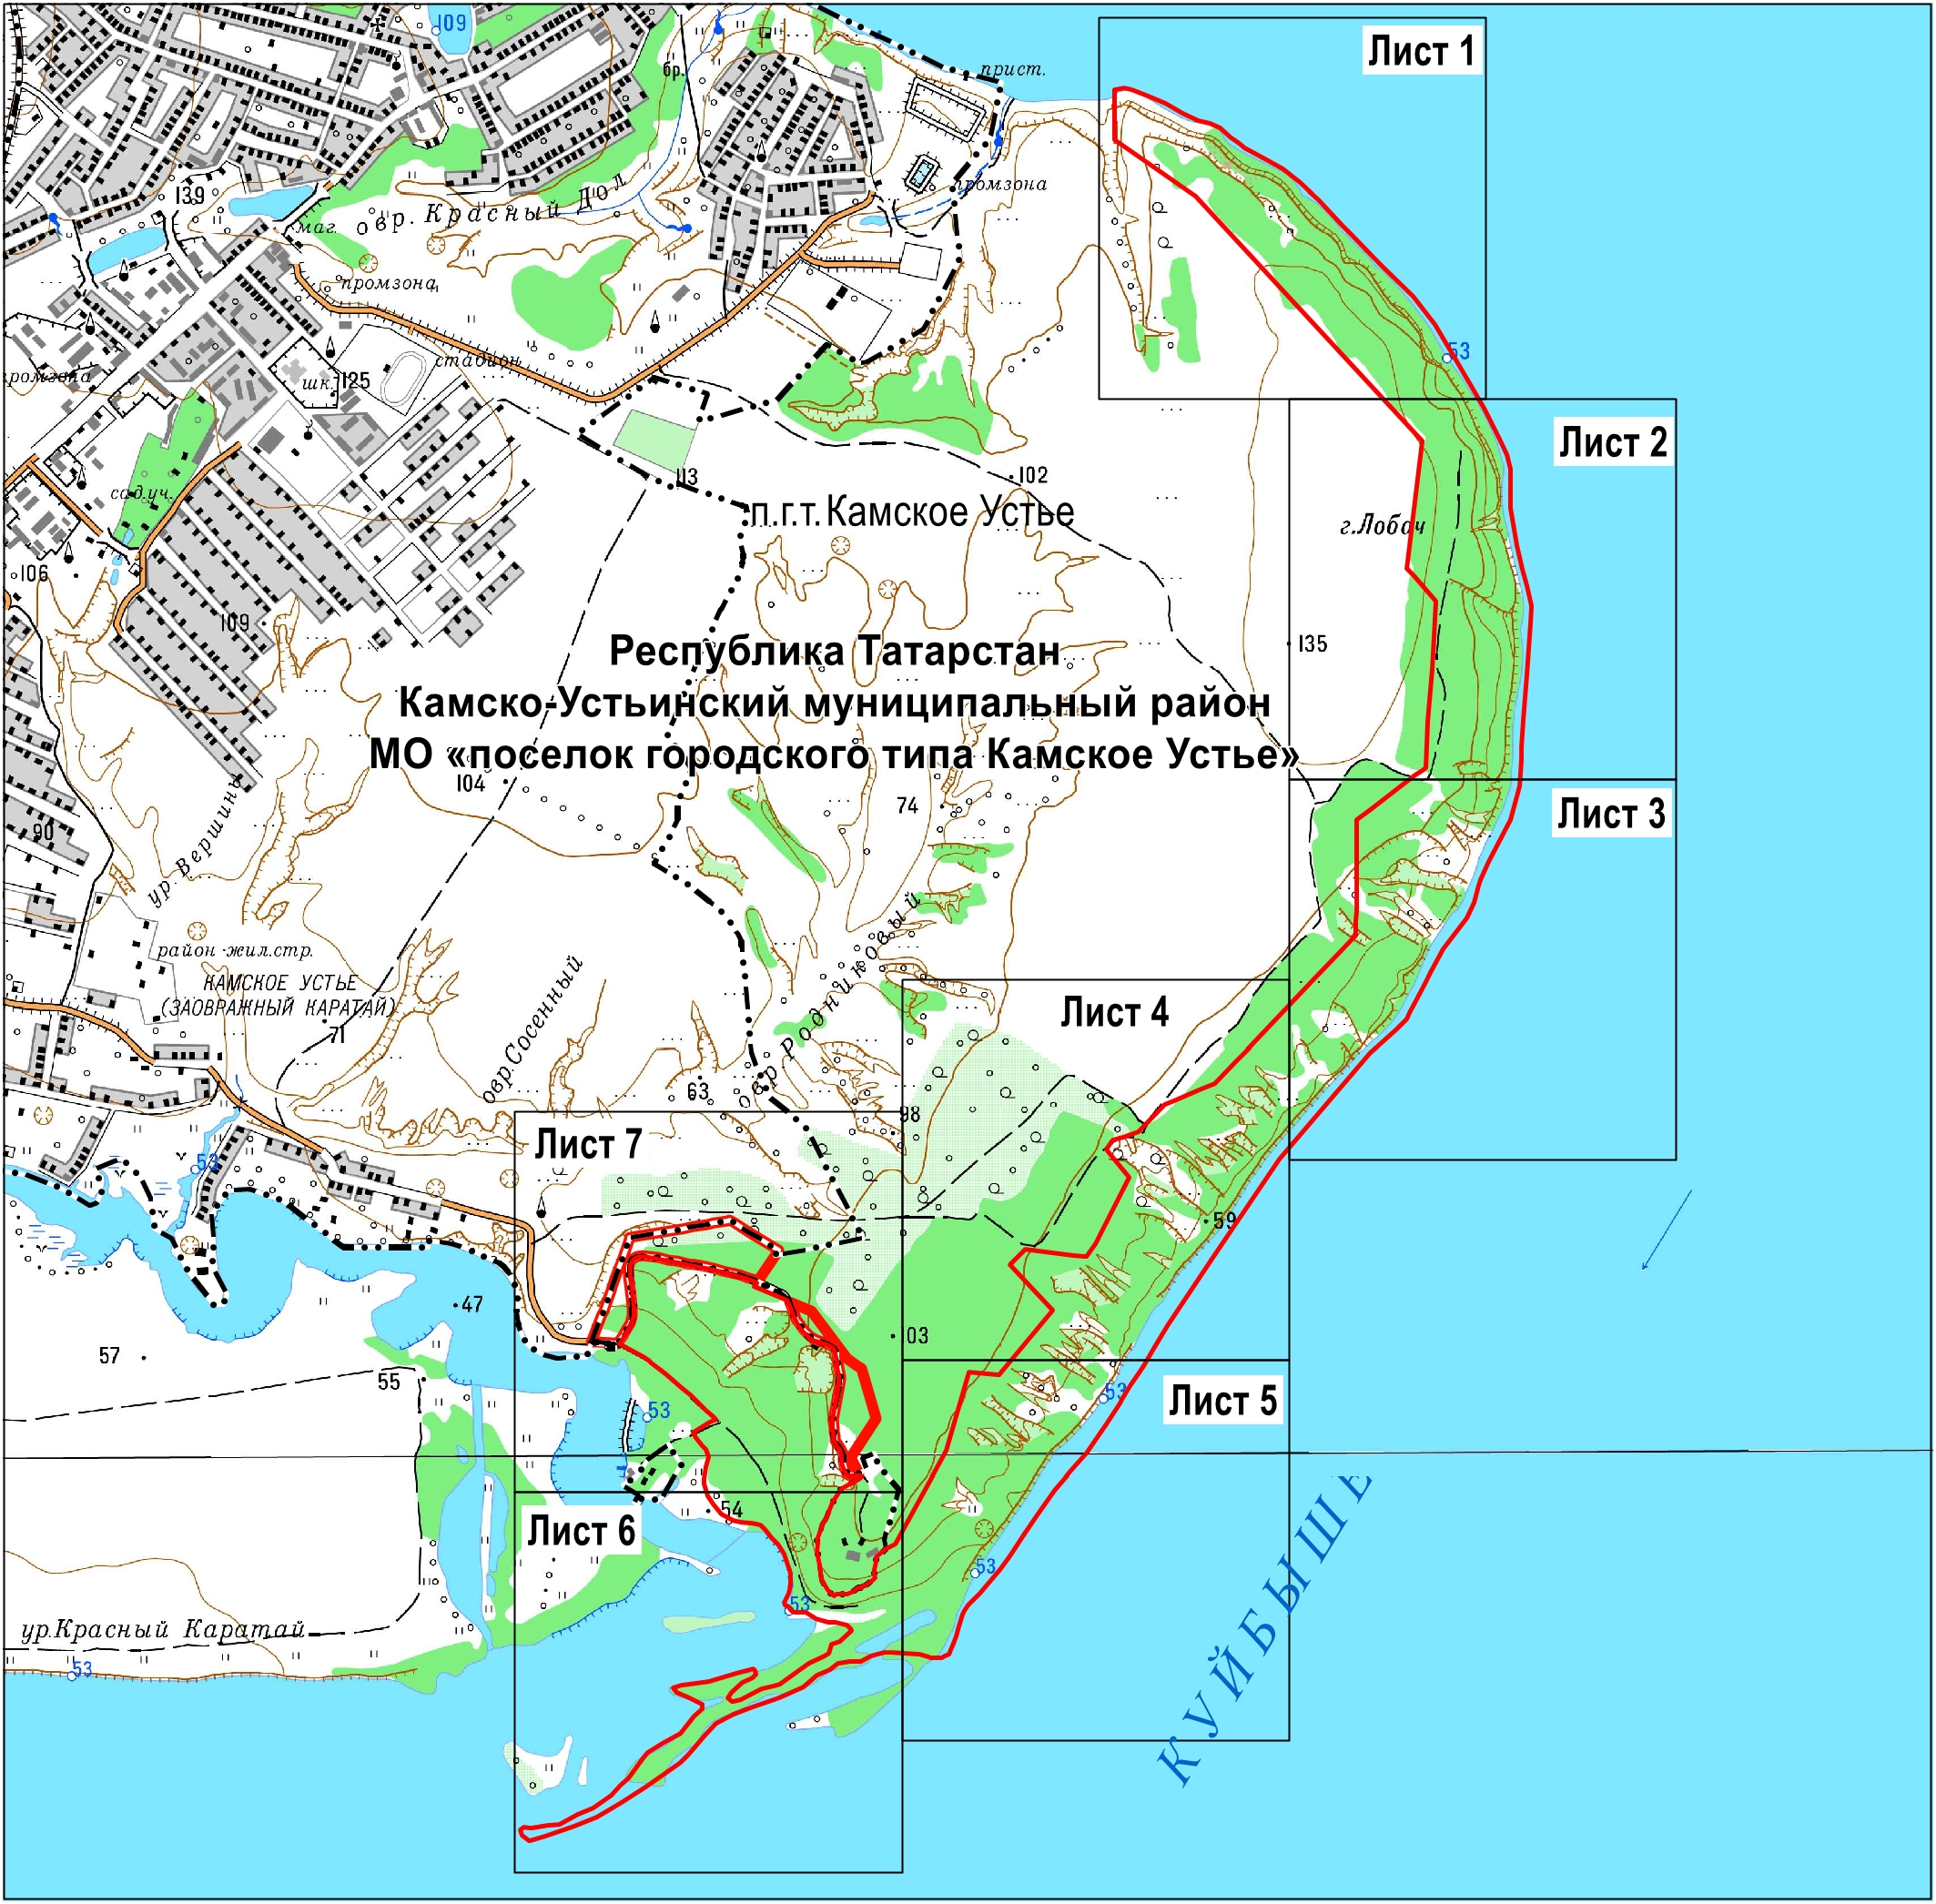 109
Лист 1
прист.
бр.
промзона
139
овр. Красный Дол
маг.
промзона
53
стадион
шк.
125
промзона
Лист 2
сад.уч.
113
102
п.г.т. Камское Устье
г.Лобач
106
109
135
Республика Татарстан
Камско-Устьинский муниципальный район
МО «поселок городского типа Камское Устье»
104
74
Лист 3
90
ур. Вершины
овр. Родниковый
район жил.стр.
КАМСКОЕ УСТЬЕ
(ЗАОВРАЖНЫЙ КАРАТАЙ)
71
овр. Сосенный
Лист 4
63
98
Лист 7
53
59
47
03
57
55
53
53
Лист 5
54
Лист 6
53
53
ур.Красный Каратай
53
КУЙБЫШЕ